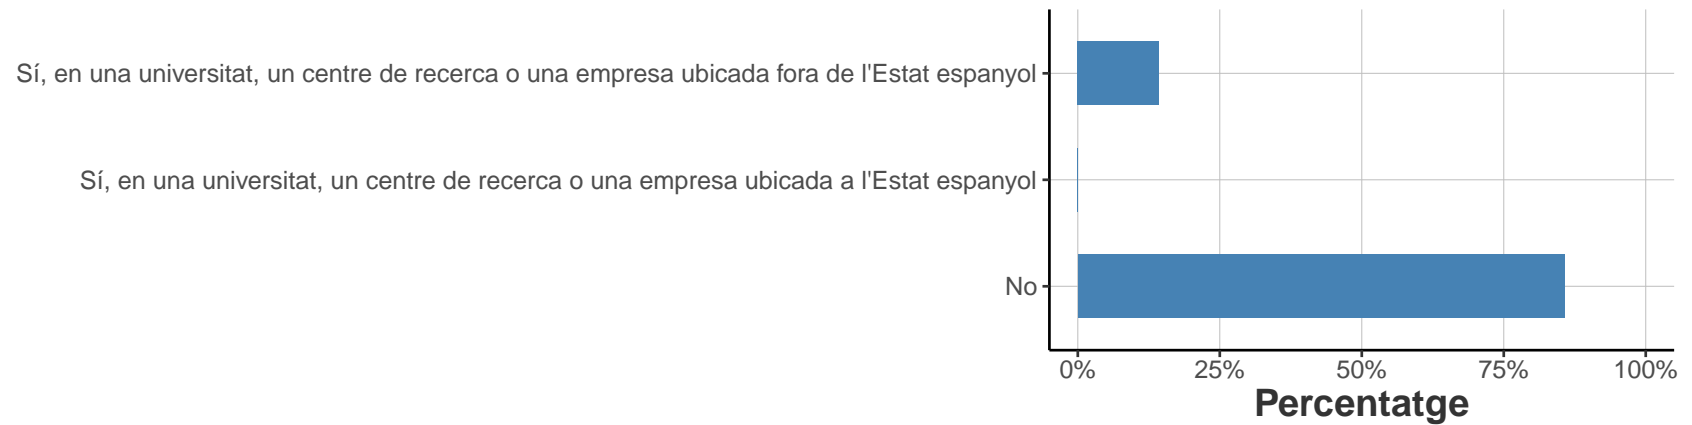 Sí, en una universitat, un centre de recerca o una empresa ubicada fora de l'Estat espanyol
Sí, en una universitat, un centre de recerca o una empresa ubicada a l'Estat espanyol
No
0% 25% 50% 75% 100%
Percentatge